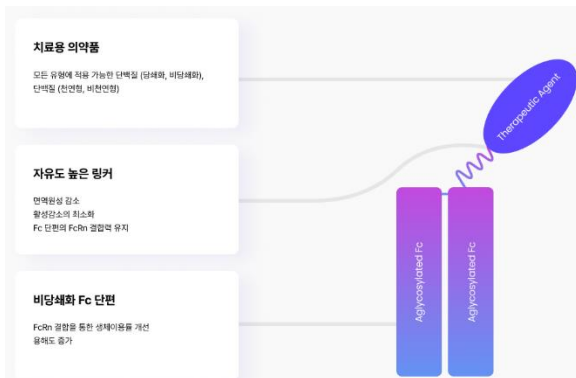 치료용 의약품
모든 유형에 적용 가능한 단백질 (당쇄화, 비당쇄화),
단백질 (천연형, 비천연형)
자유도 높은 링커
면역원성 감소
활성감소의 최소화
Fc 단편의 FcRn 결합력 유지
비당쇄화 Fc 단편
FcRn 결합을 통한 생체이용률 개선
용해도 증가
Therapeutic Agent
Aglycosylated Fc
Aglycosylated Fc